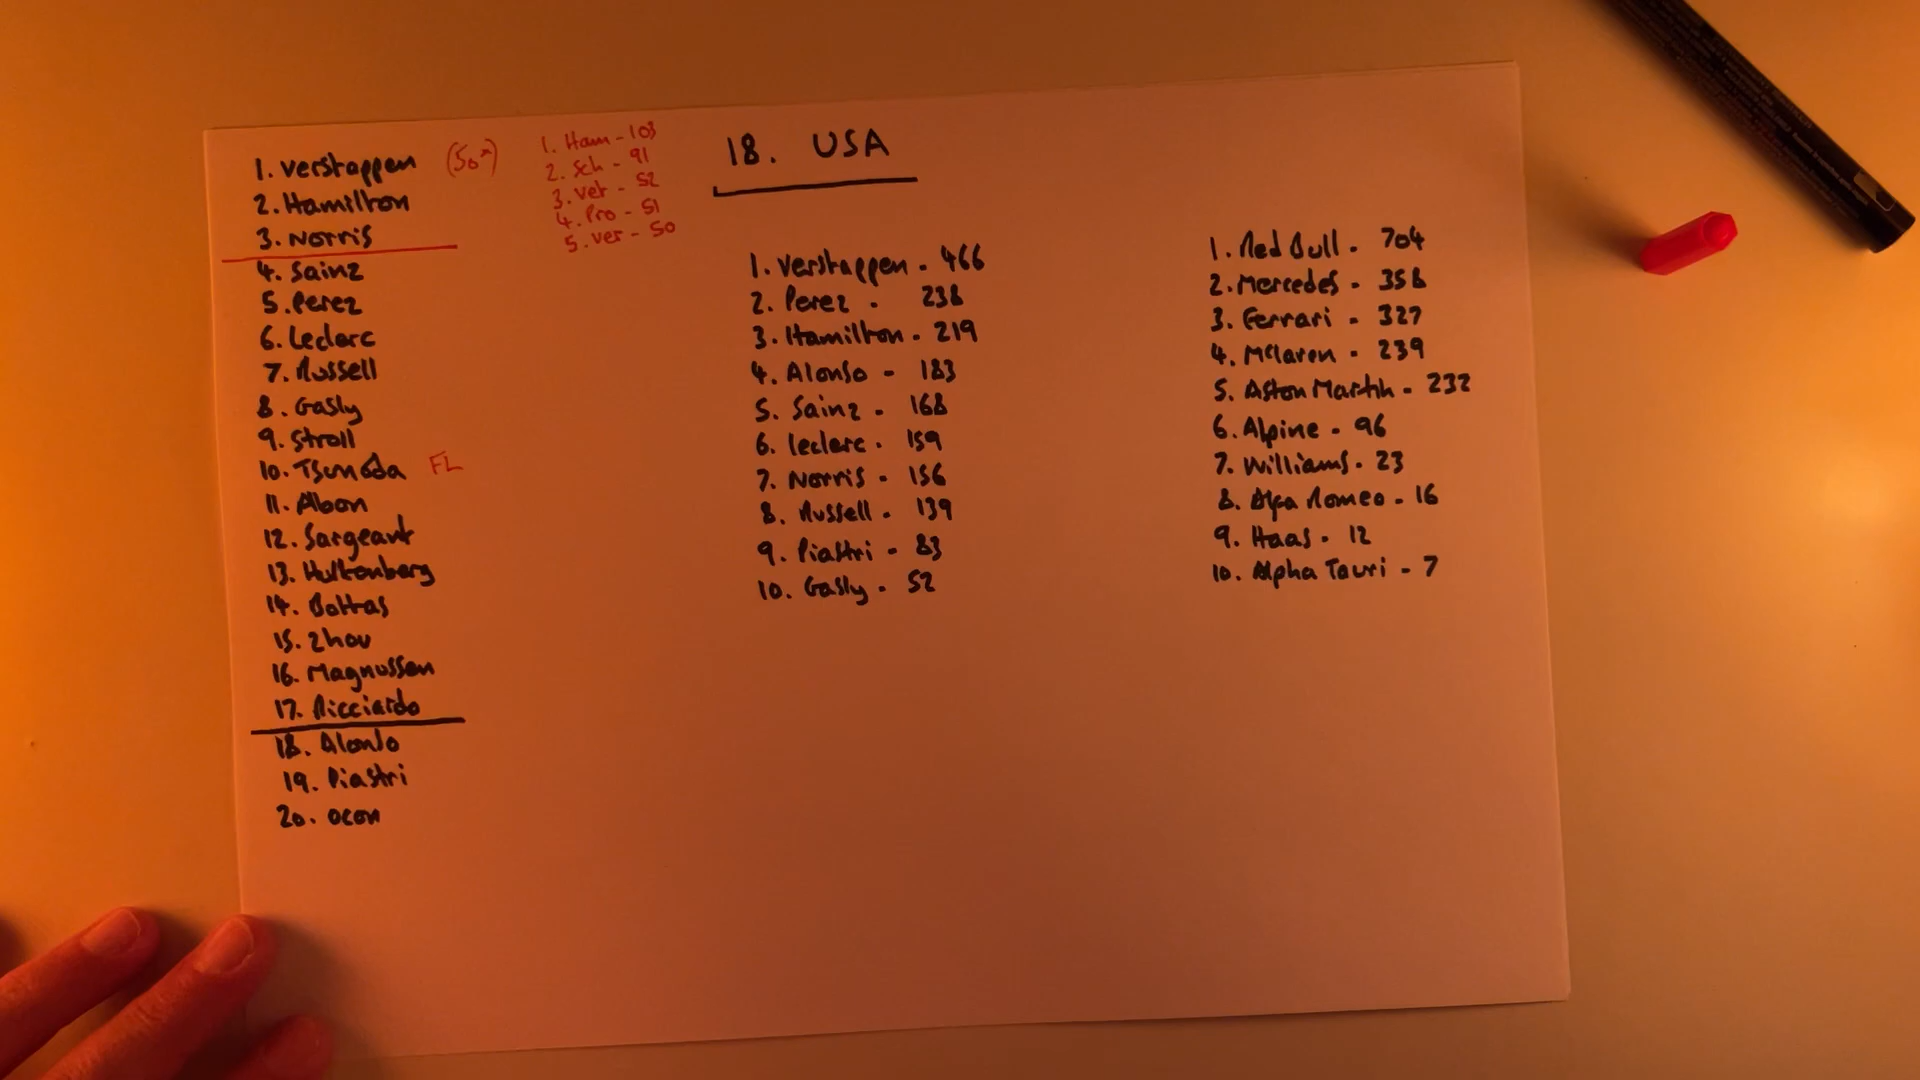 1. Verstappen (50*)
2. Hamilton
3. Norris
4. Sainz
5. Perez
6. Leclerc
7. Russell
8. Gasly
9. Stroll
10. Tsunoda FL
11. Albon
12. Sargeant
13. Hulkenberg
14. Bottas
15. Zhou
16. Magnussen
17. Ricciardo
18. Alonso
19. Piastri
20. Ocon
1. Ham - 103
2. Sch - 91
3. Vet - 52
4. Pro - 51
5. Ver - 50
18. USA
1. Verstappen - 466
2. Perez - 238
3. Hamilton - 219
4. Alonso - 183
5. Sainz - 168
6. Leclerc - 159
7. Norris - 156
8. Russell - 139
9. Piastri - 83
10. Gasly - 52
1. Red Bull - 704
2. Mercedes - 358
3. Ferrari - 327
4. Mclaren - 239
5. Aston Martin - 232
6. Alpine - 96
7. Williams - 23
8. Alfa Romeo - 16
9. Haas - 12
10. Alpha Tauri - 7